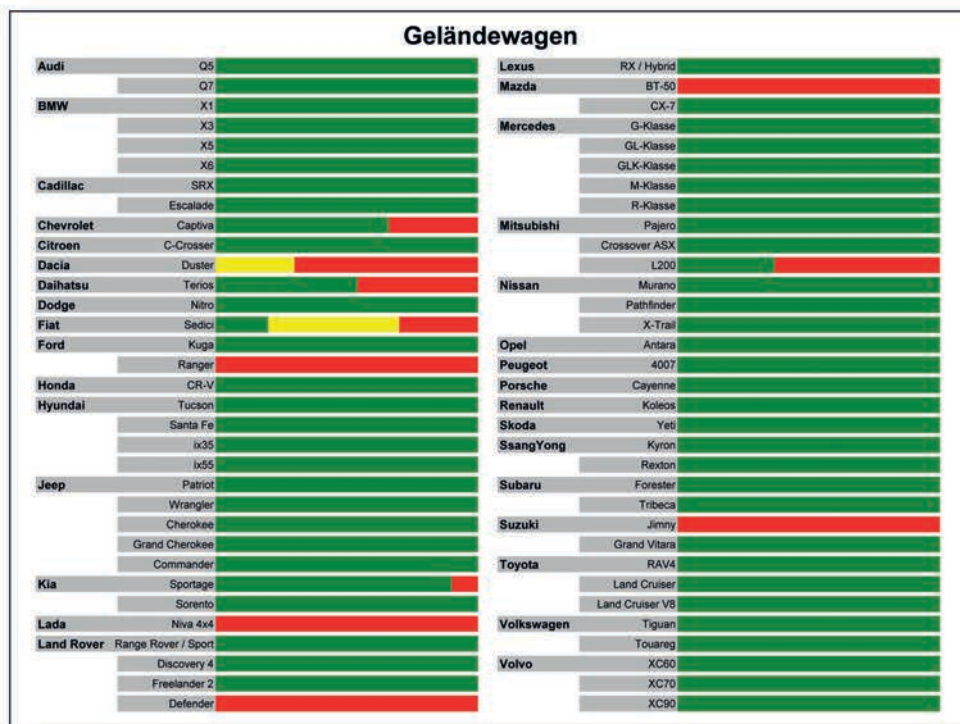 Geländewagen
Audi Q5
Q7
BMW X1
X3
X5
X6
Cadillac SRX
Escalade
Chevrolet Captiva
Citroen C-Crosser
Dacia Duster
Daihatsu Terios
Dodge Nitro
Fiat Sedici
Ford Kuga
Ranger
Honda CR-V
Hyundai Tucson
Santa Fe
ix35
ix55
Jeep Patriot
Wrangler
Cherokee
Grand Cherokee
Commander
Kia Sportage
Sorento
Lada Niva 4x4
Land Rover Range Rover / Sport
Discovery 4
Freelander 2
Defender
Lexus RX / Hybrid
Mazda BT-50
CX-7
Mercedes G-Klasse
GL-Klasse
GLK-Klasse
M-Klasse
R-Klasse
Mitsubishi Pajero
Crossover ASX
L200
Nissan Murano
Pathfinder
X-Trail
Opel Antara
Peugeot 4007
Porsche Cayenne
Renault Koleos
Skoda Yeti
SsangYong Kyron
Rexton
Subaru Forester
Tribeca
Suzuki Jimny
Grand Vitara
Toyota RAV4
Land Cruiser
Land Cruiser V8
Volkswagen Tiguan
Touareg
Volvo XC60
XC70
XC90